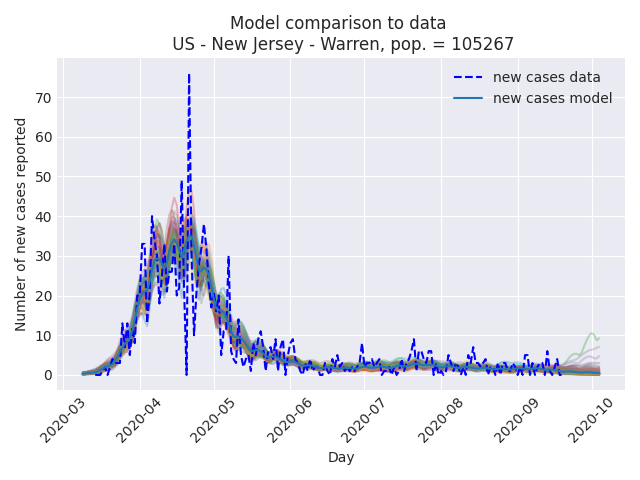 Model comparison to data
US - New Jersey - Warren, pop. = 105267
new cases data
new cases model
Number of new cases reported
70
60
50
40
30
20
10
0
2020-03
2020-04
2020-05
2020-06
2020-07
2020-08
2020-09
2020-10
Day